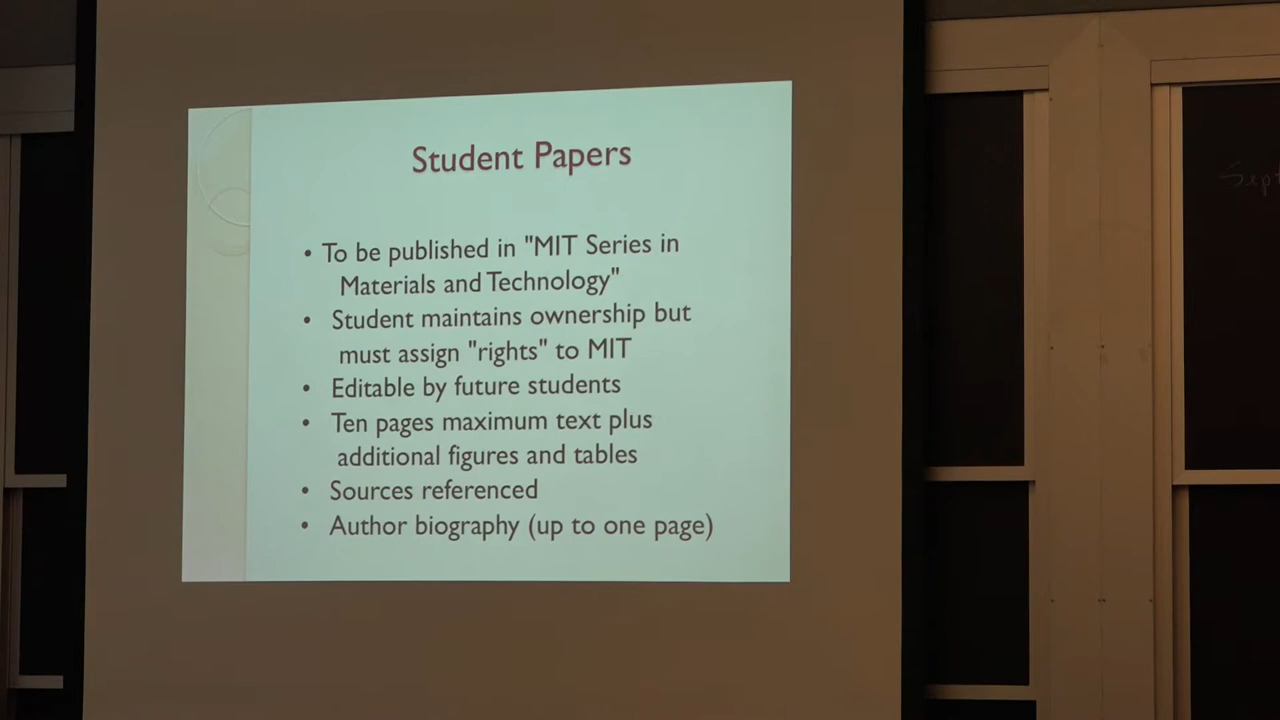 Student Papers
• To be published in "MIT Series in
Materials and Technology"
• Student maintains ownership but
must assign "rights" to MIT
• Editable by future students
• Ten pages maximum text plus
additional figures and tables
• Sources referenced
• Author biography (up to one page)